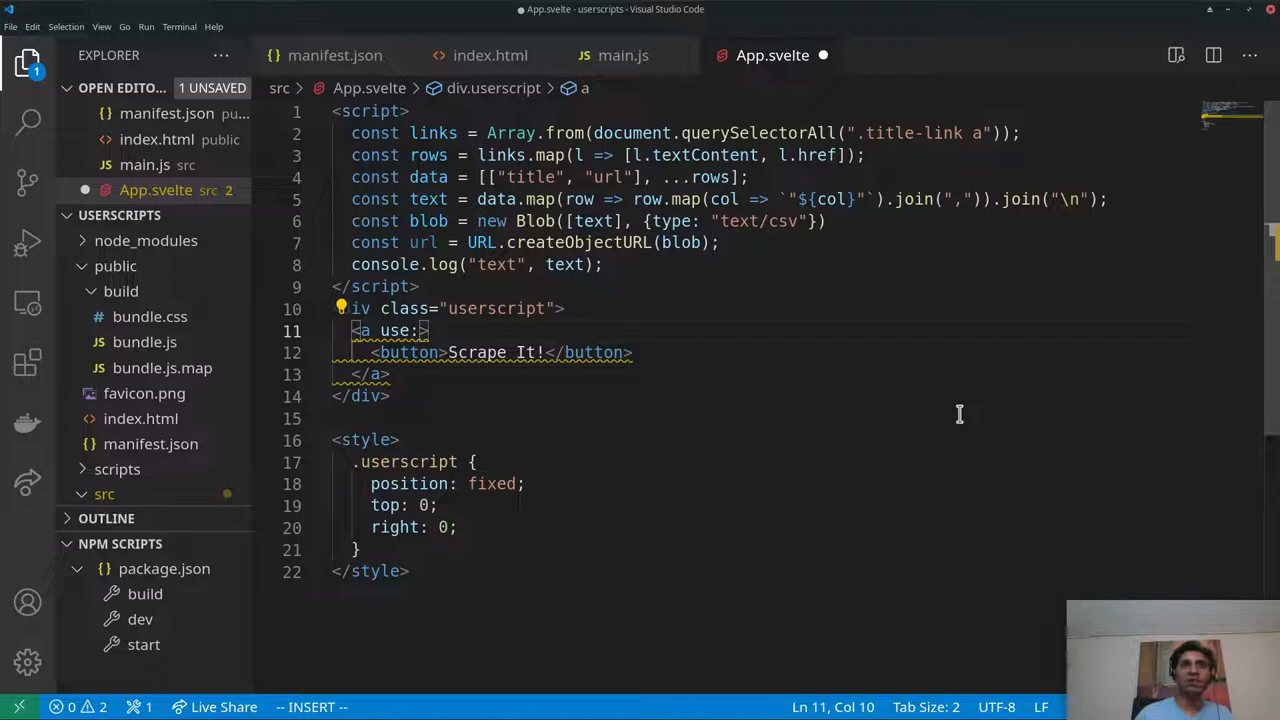 App.svelte - userscripts - Visual Studio Code
File Edit Selection View Go Run Terminal Help
EXPLORER
manifest.json index.html main.js App.svelte
OPEN EDITO... 1 UNSAVED
src > App.svelte > div.userscript > a
manifest.json pu...
index.html public
main.js src
App.svelte src 2
USERSCRIPTS
node_modules
public
build
bundle.css
bundle.js
bundle.js.map
favicon.png
index.html
manifest.json
scripts
src
OUTLINE
NPM SCRIPTS
package.json
build
dev
start
1
1 <script>
2 const links = Array.from(document.querySelectorAll(".title-link a"));
3 const rows = links.map(l => [l.textContent, l.href]);
4 const data = [["title", "url"], ...rows];
5 const text = data.map(row => row.map(col => `"${col}"`).join(",")).join("\n");
6 const blob = new Blob([text], {type: "text/csv"})
7 const url = URL.createObjectURL(blob);
8 console.log("text", text);
9 </script>
10 iv class="userscript">
11 <a use:>
12 <button>Scrape It!</button>
13 </a>
14 </div>
15
16 <style>
17 .userscript {
18 position: fixed;
19 top: 0;
20 right: 0;
21 }
22 </style>
0 2 1 Live Share -- INSERT -- Ln 11, Col 10 Tab Size: 2 UTF-8 LF